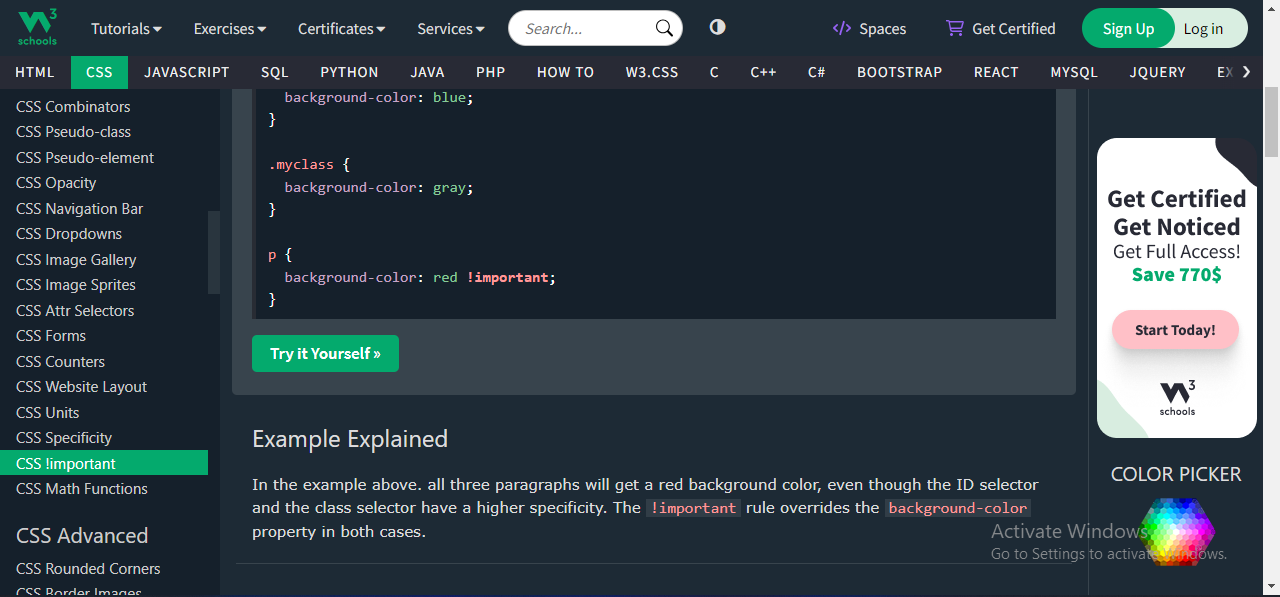 W3 schools
Tutorials Exercises Certificates Services Search... Spaces Get Certified Sign Up Log in
HTML CSS JAVASCRIPT SQL PYTHON JAVA PHP HOW TO W3.CSS C C++ C# BOOTSTRAP REACT MYSQL JQUERY EX
CSS Combinators
CSS Pseudo-class
CSS Pseudo-element
CSS Opacity
CSS Navigation Bar
CSS Dropdowns
CSS Image Gallery
CSS Image Sprites
CSS Attr Selectors
CSS Forms
CSS Counters
CSS Website Layout
CSS Units
CSS Specificity
CSS !important
CSS Math Functions
CSS Advanced
CSS Rounded Corners
CSS Border Images
background-color: blue;
}
.myclass {
background-color: gray;
}
p {
background-color: red !important;
}
Try it Yourself »
Example Explained
In the example above. all three paragraphs will get a red background color, even though the ID selector
and the class selector have a higher specificity. The !important rule overrides the background-color
property in both cases.
Get Certified
Get Noticed
Get Full Access!
Save 770$
Start Today!
W3 schools
COLOR PICKER
Activate Windows
Go to Settings to activate Windows.